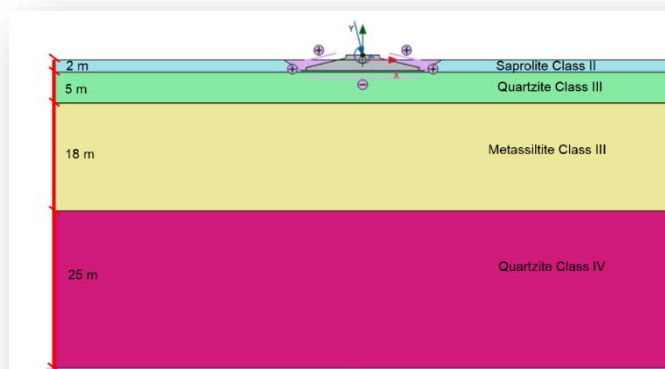 Y
X
2 m
Saprolite Class II
5 m
Quartzite Class III
18 m
Metassiltite Class III
25 m
Quartzite Class IV